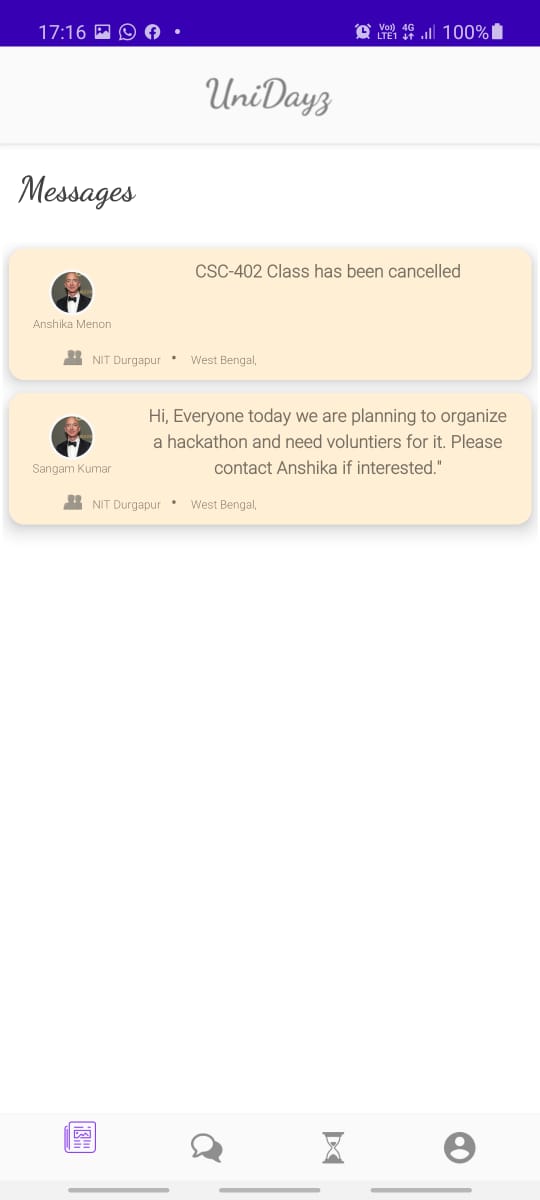 17:16 Vo) LTE1 4G 100%
UniDayz
Messages
CSC-402 Class has been cancelled
Anshika Menon
NIT Durgapur • West Bengal,
Hi, Everyone today we are planning to organize
a hackathon and need voluntiers for it. Please
contact Anshika if interested."
Sangam Kumar
NIT Durgapur • West Bengal,